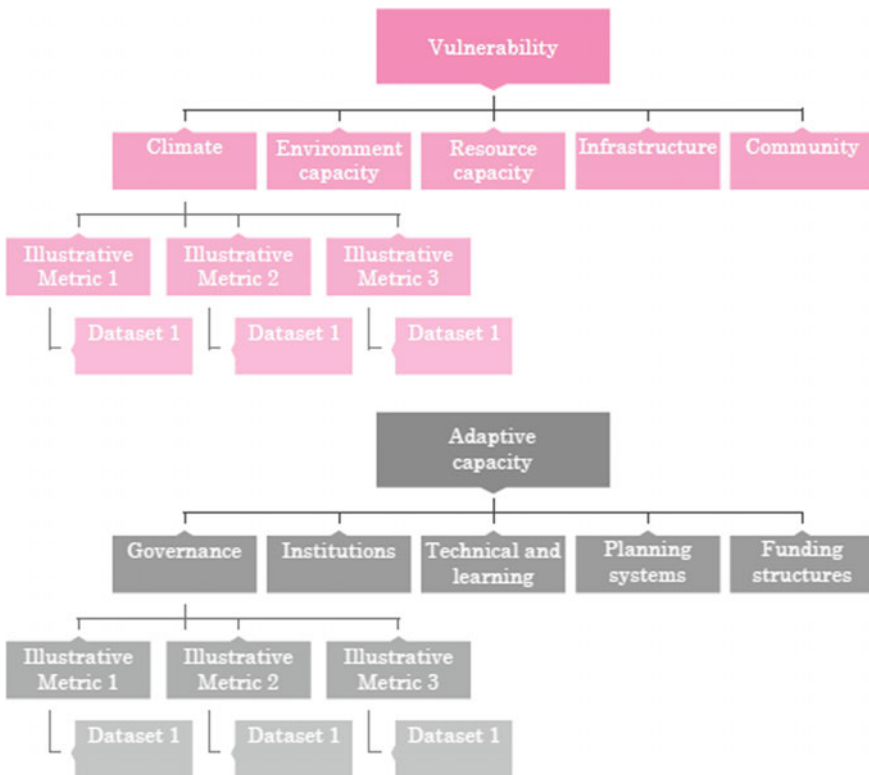 Vulnerability
Climate
Environment
capacity
Resource
capacity
Infrastructure
Community
Illustrative
Metric 1
Illustrative
Metric 2
Illustrative
Metric 3
Dataset 1
Dataset 1
Dataset 1
Adaptive
capacity
Governance
Institutions
Technical and
learning
Planning
systems
Funding
structures
Illustrative
Metric 1
Illustrative
Metric 2
Illustrative
Metric 3
Dataset 1
Dataset 1
Dataset 1